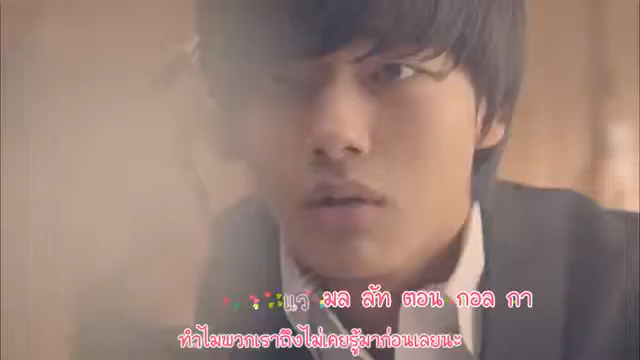 แว มล ลัท ตอน กอล กา
ทำไมพวกเราถึงไม่เคยรู้มาก่อนเลยนะ